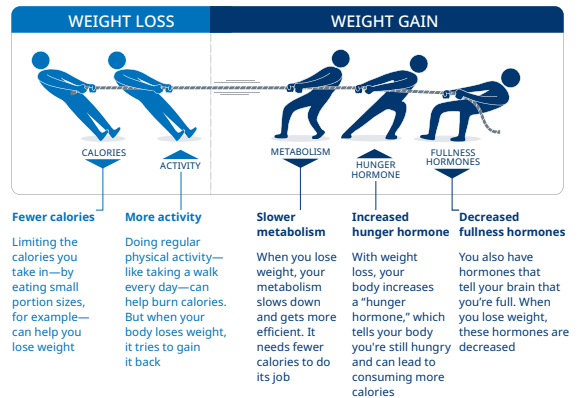 WEIGHT LOSS
WEIGHT GAIN
CALORIES
ACTIVITY
METABOLISM
HUNGER
HORMONE
FULLNESS
HORMONES
Fewer calories
Limiting the
calories you
take in—by
eating small
portion sizes,
for example—
can help you
lose weight
More activity
Doing regular
physical activity—
like taking a walk
every day—can
help burn calories.
But when your
body loses weight,
it tries to gain
it back
Slower
metabolism
When you lose
weight, your
metabolism
slows down
and gets more
efficient. It
needs fewer
calories to do
its job
Increased
hunger hormone
With weight
loss, your
body increases
a “hunger
hormone,” which
tells your body
you're still hungry
and can lead to
consuming more
calories
Decreased
fullness hormones
You also have
hormones that
tell your brain that
you’re full. When
you lose weight,
these hormones are
decreased